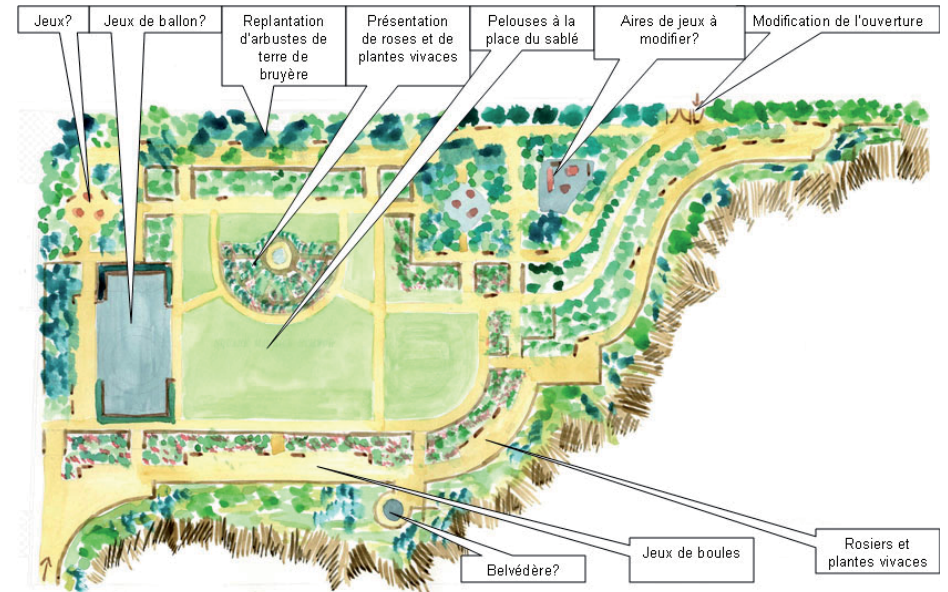 Jeux?
Jeux de ballon?
Replantation
d'arbustes de
terre de
bruyère
Présentation
de roses et de
plantes vivaces
Pelouses à la
place du sablé
Aires de jeux à
modifier?
Modification de l'ouverture
Belvédère?
Jeux de boules
Rosiers et
plantes vivaces